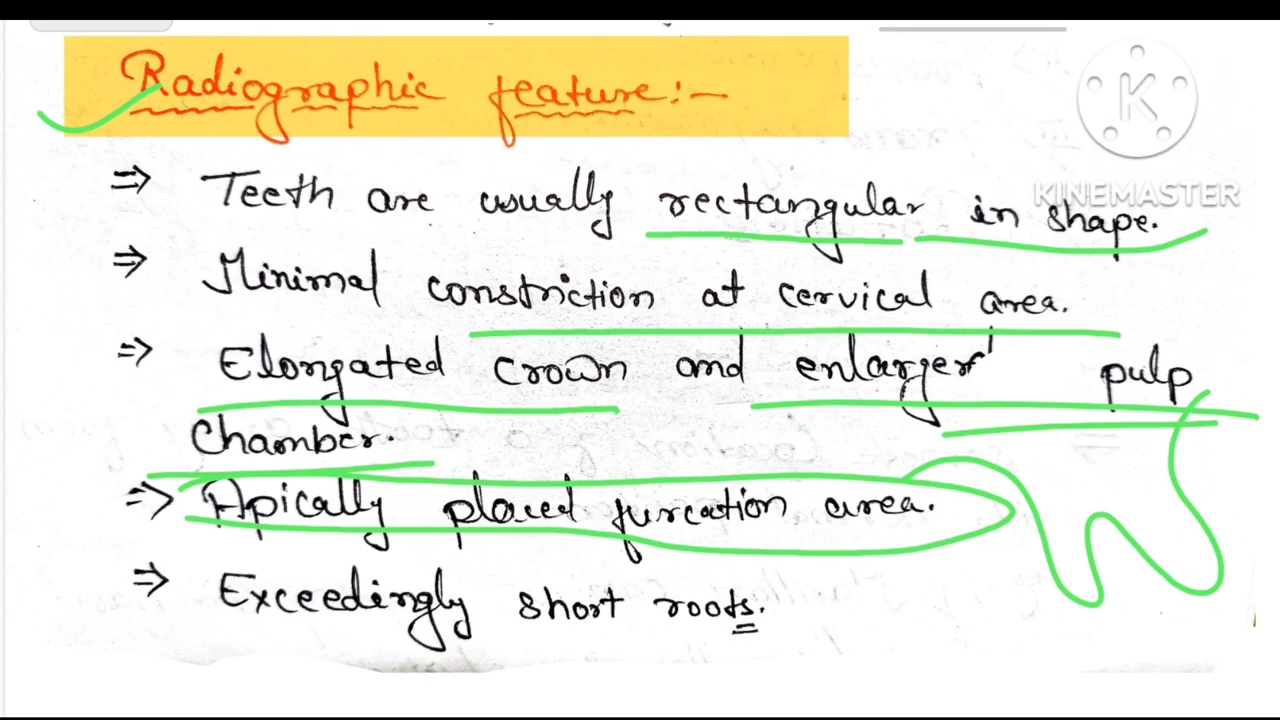 Radiographic feature:-
K
KINEMASTER
⇒ Teeth are usually rectangular in shape.
⇒ Minimal constriction at cervical area.
⇒ Elongated crown and enlarger pulp
Chamber.
⇒ Apically placed furcation area.
⇒ Exceedingly short roots.